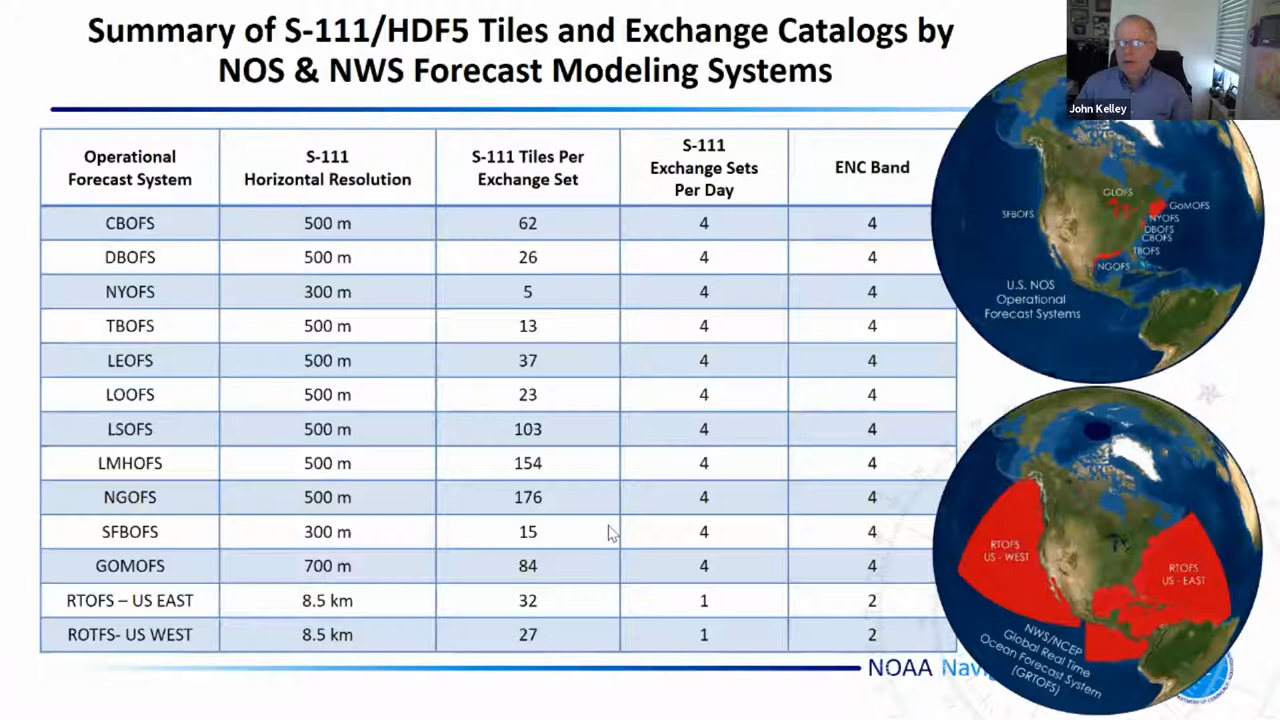 Summary of S-111/HDF5 Tiles and Exchange Catalogs by
NOS & NWS Forecast Modeling Systems
John Kelley
Operational
Forecast System
S-111
Horizontal Resolution
S-111 Tiles Per
Exchange Set
S-111
Exchange Sets
Per Day
ENC Band
CBOFS 500 m 62 4 4
DBOFS 500 m 26 4 4
NYOFS 300 m 5 4 4
TBOFS 500 m 13 4 4
LEOFS 500 m 37 4 4
LOOFS 500 m 23 4 4
LSOFS 500 m 103 4 4
LMHOFS 500 m 154 4 4
NGOFS 500 m 176 4 4
SFBOFS 300 m 15 4 4
GOMOFS 700 m 84 4 4
RTOFS – US EAST 8.5 km 32 1 2
ROTFS- US WEST 8.5 km 27 1 2
GLOFS
SFBOFS
GoMOFS
NYOFS
DBOFS
CBOFS
TBOFS
NGOFS
U.S. NOS
Operational
Forecast Systems
RTOFS
US - WEST
RTOFS
US - EAST
NWS/NCEP
Global Real Time
Ocean Forecast System
(GRTOFS)
NOAA Navi